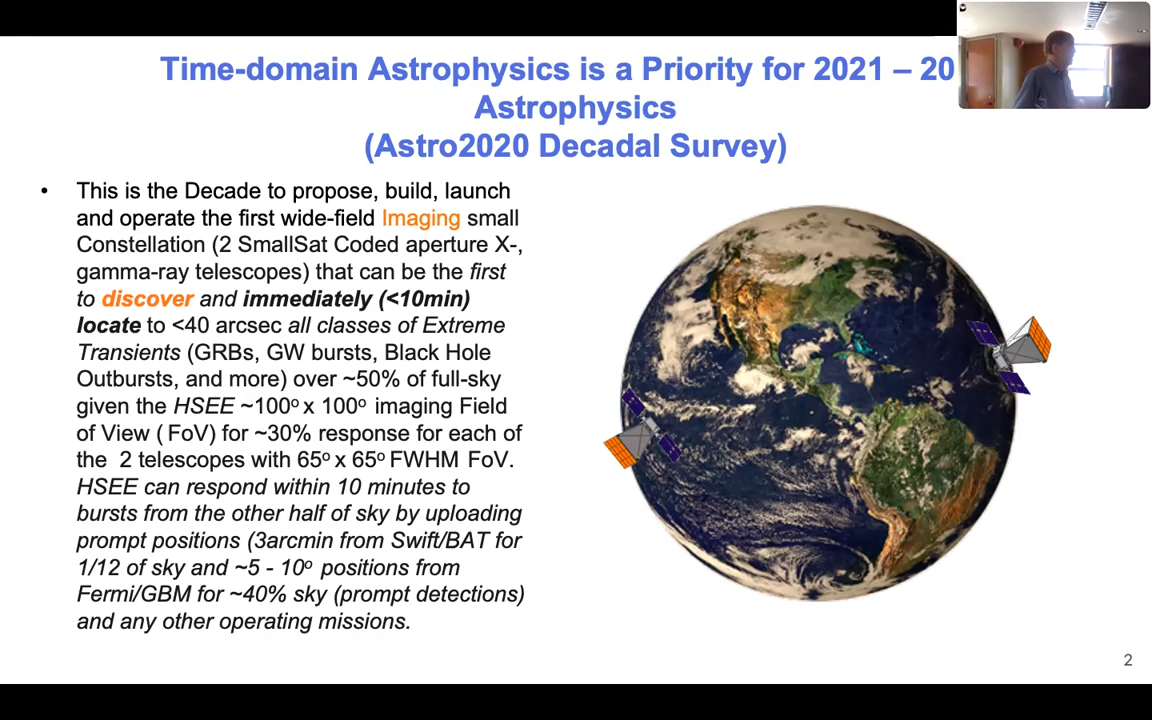 Time-domain Astrophysics is a Priority for 2021 – 20
Astrophysics
(Astro2020 Decadal Survey)
• This is the Decade to propose, build, launch
and operate the first wide-field Imaging small
Constellation (2 SmallSat Coded aperture X-,
gamma-ray telescopes) that can be the first
to discover and immediately (<10min)
locate to <40 arcsec all classes of Extreme
Transients (GRBs, GW bursts, Black Hole
Outbursts, and more) over ~50% of full-sky
given the HSEE ~100º x 100º imaging Field
of View ( FoV) for ~30% response for each of
the 2 telescopes with 65º x 65º FWHM FoV.
HSEE can respond within 10 minutes to
bursts from the other half of sky by uploading
prompt positions (3arcmin from Swift/BAT for
1/12 of sky and ~5 - 10º positions from
Fermi/GBM for ~40% sky (prompt detections)
and any other operating missions.
2